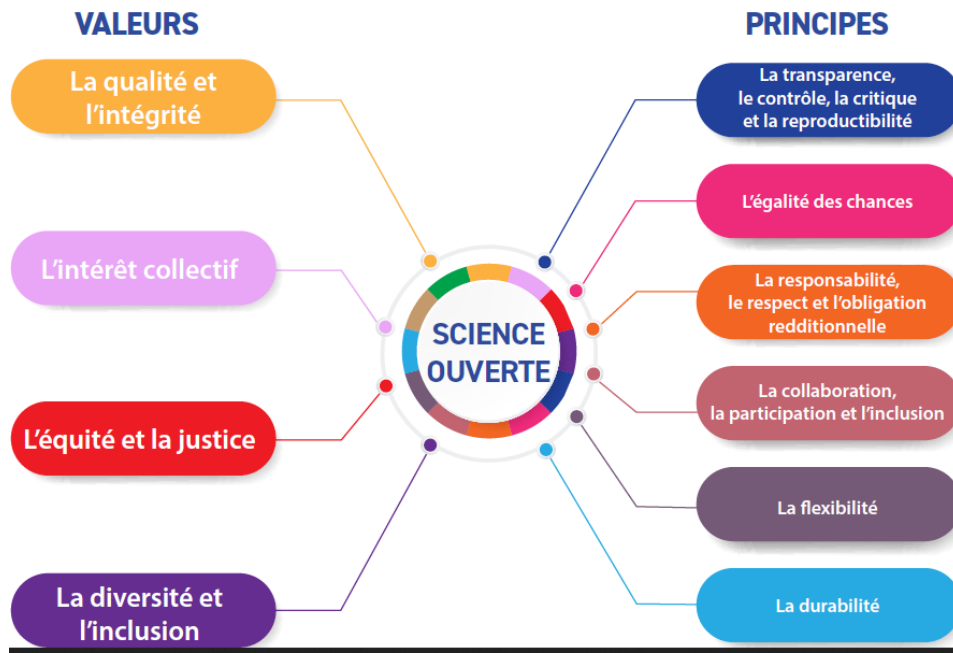 VALEURS
La qualité et
l'intégrité
L'intérêt collectif
L'équité et la justice
La diversité et
l'inclusion
SCIENCE
OUVERTE
PRINCIPES
La transparence,
le contrôle, la critique
et la reproductibilité
L'égalité des chances
La responsabilité,
le respect et l'obligation
redditionnelle
La collaboration,
la participation et l'inclusion
La flexibilité
La durabilité